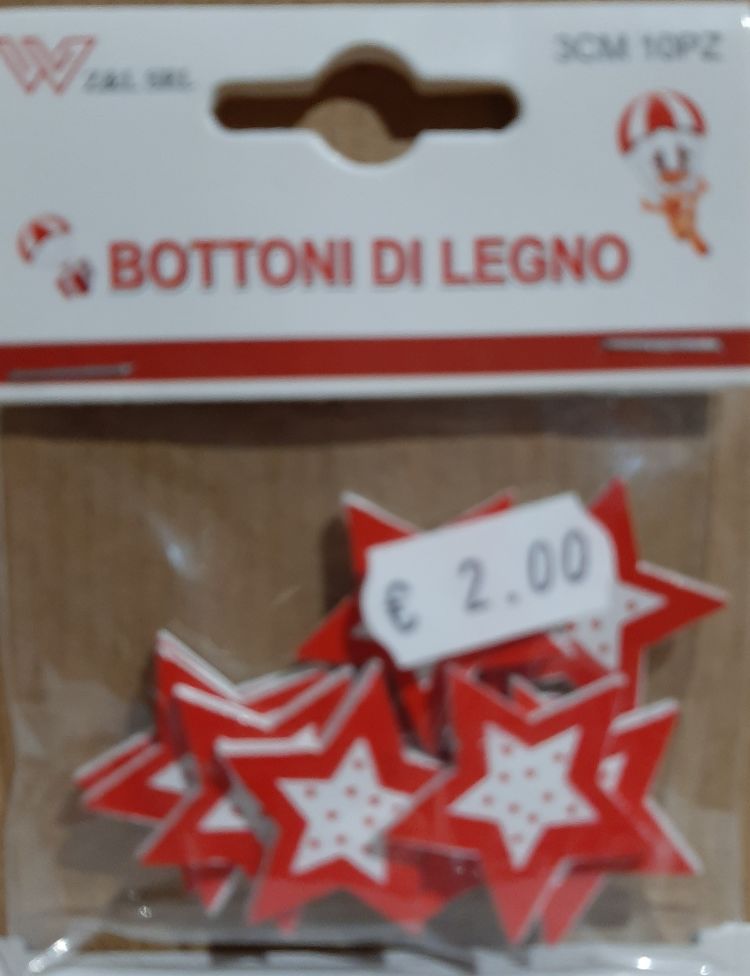 W Z.&C. S.R.L.
3CM 10PZ
BOTTONI DI LEGNO
€ 2.00